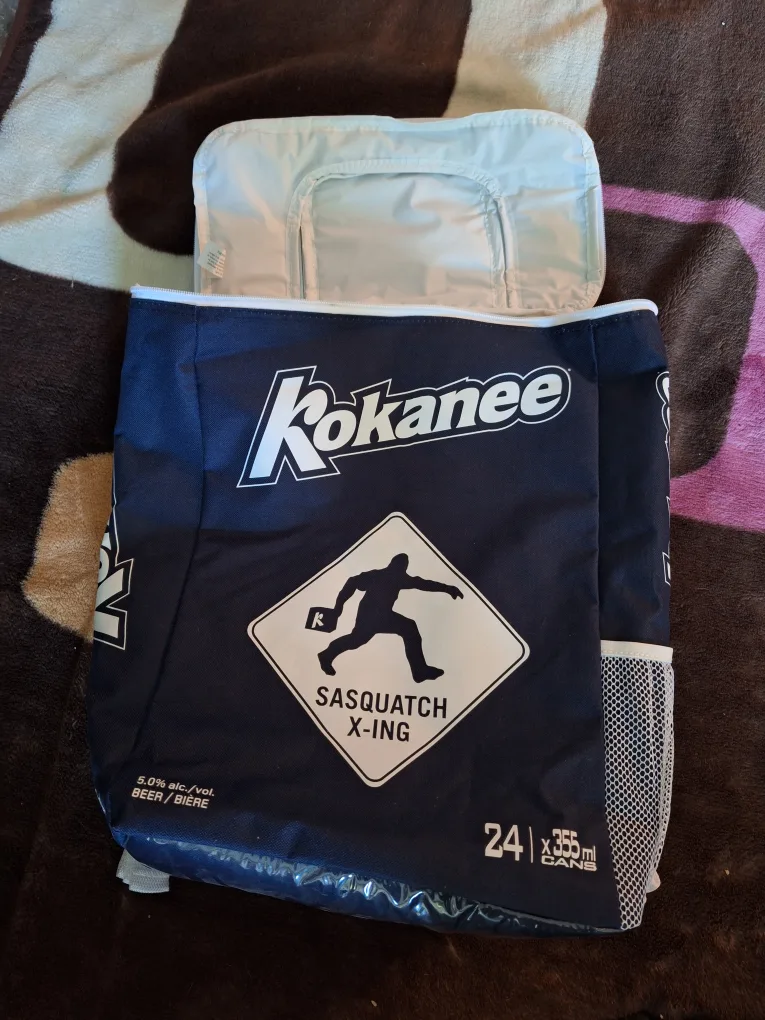 Kokanee
K
SASQUATCH
X-ING
5.0% alc./vol.
BEER / BIÈRE
24 | x 355 ml
CANS